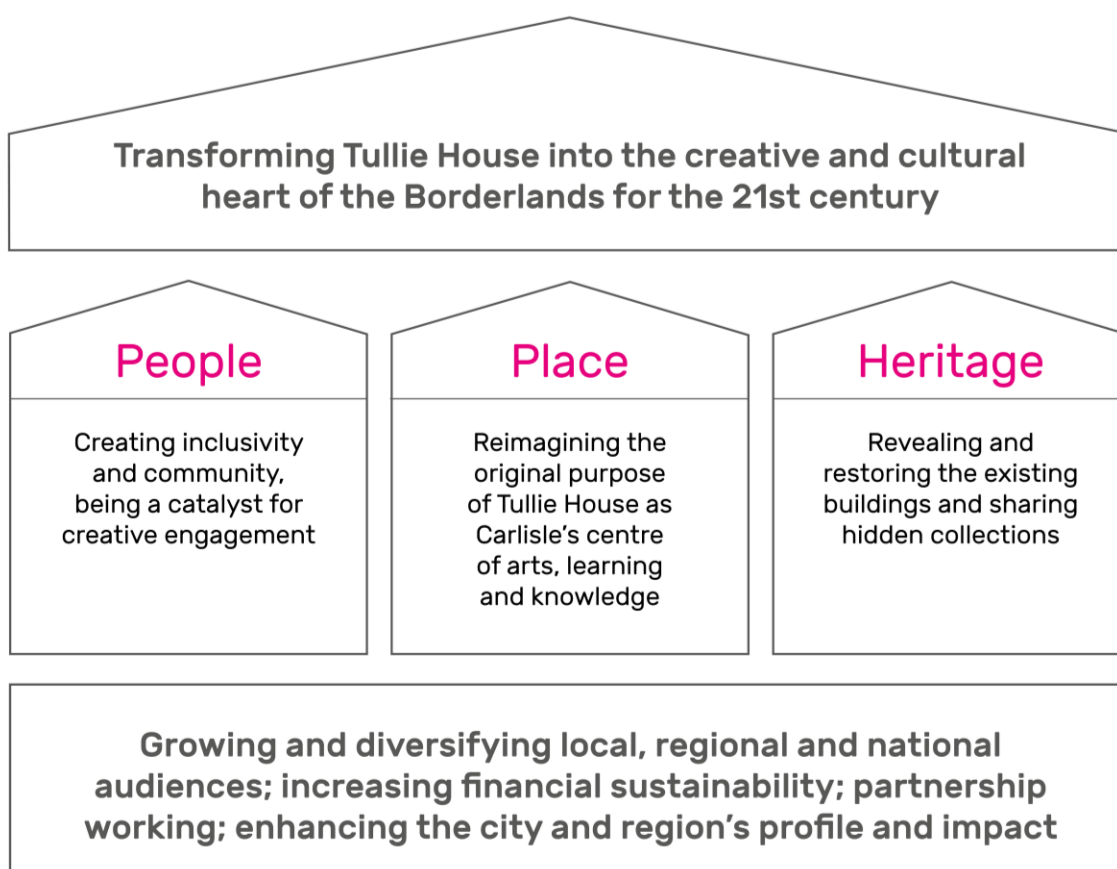 Transforming Tullie House into the creative and cultural
heart of the Borderlands for the 21st century
People
Creating inclusivity
and community,
being a catalyst for
creative engagement
Place
Reimagining the
original purpose
of Tullie House as
Carlisle’s centre
of arts, learning
and knowledge
Heritage
Revealing and
restoring the existing
buildings and sharing
hidden collections
Growing and diversifying local, regional and national
audiences; increasing financial sustainability; partnership
working; enhancing the city and region’s profile and impact